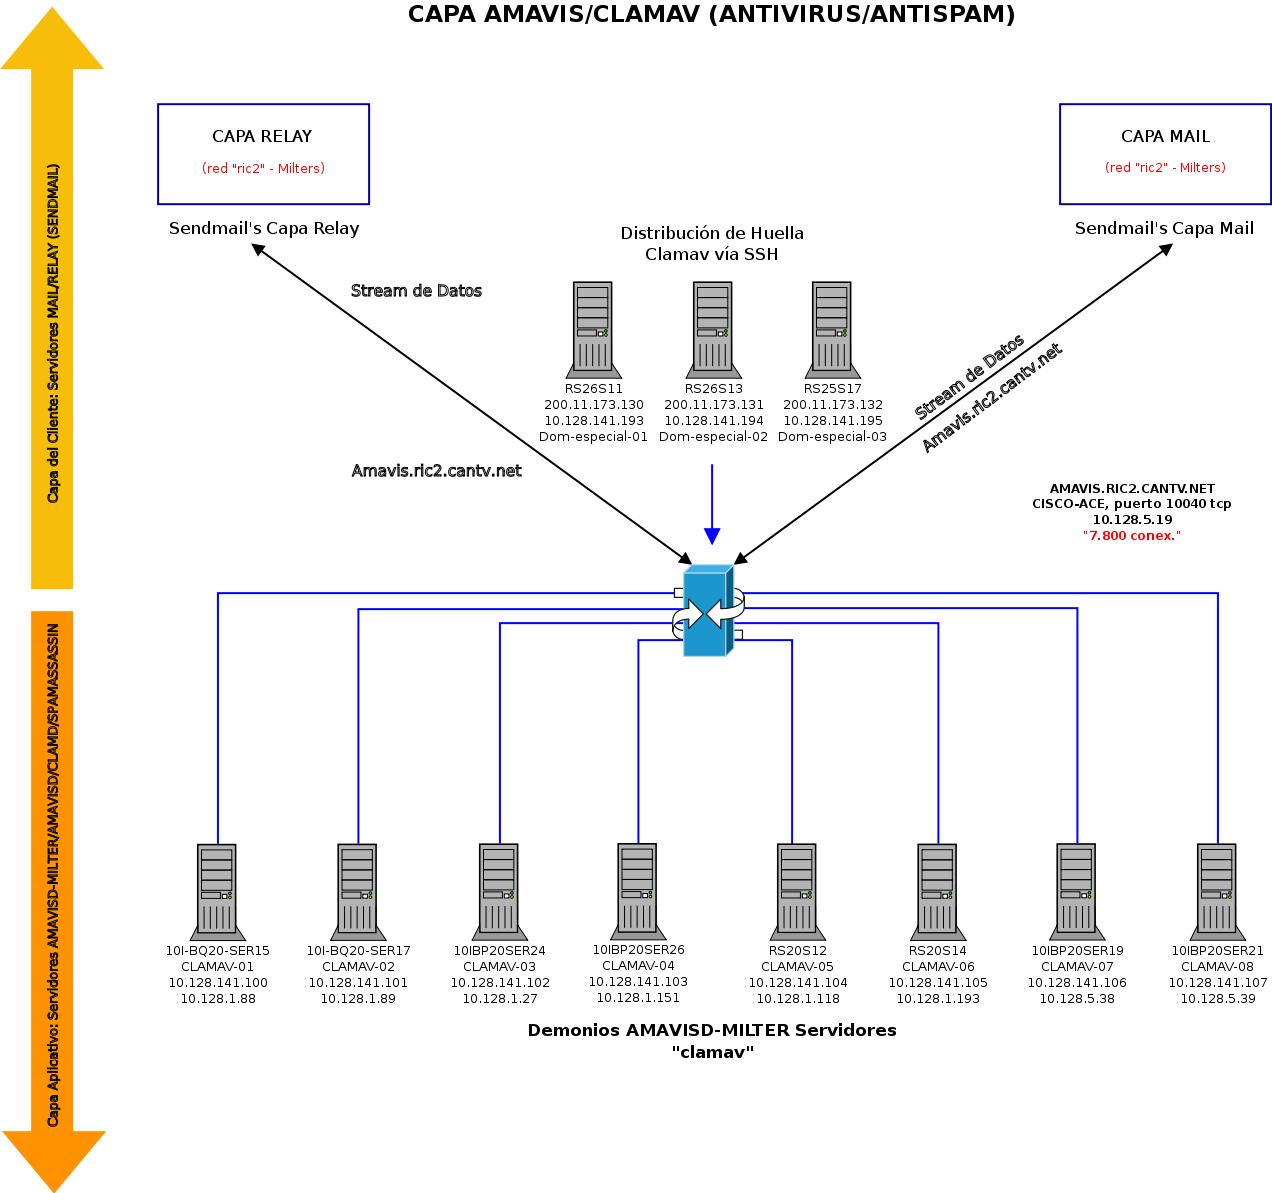 CAPA AMAVIS/CLAMAV (ANTIVIRUS/ANTISPAM)
Capa del Cliente: Servidores MAIL/RELAY (SENDMAIL)
CAPA RELAY
(red "ric2" - Milters)
Sendmail's Capa Relay
CAPA MAIL
(red "ric2" - Milters)
Sendmail's Capa Mail
Distribución de Huella
Clamav vía SSH
Stream de Datos
Amavis.ric2.cantv.net
RS26S11
200.11.173.130
10.128.141.193
Dom-especial-01
RS26S13
200.11.173.131
10.128.141.194
Dom-especial-02
RS25S17
200.11.173.132
10.128.141.195
Dom-especial-03
Stream de Datos
Amavis.ric2.cantv.net
AMAVIS.RIC2.CANTV.NET
CISCO-ACE, puerto 10040 tcp
10.128.5.19
"7.800 conex."
Capa Aplicativo: Servidores AMAVISD-MILTER/AMAVISD/CLAMD/SPAMASSASSIN
10I-BQ20-SER15
CLAMAV-01
10.128.141.100
10.128.1.88
10I-BQ20-SER17
CLAMAV-02
10.128.141.101
10.128.1.89
10IBP20SER24
CLAMAV-03
10.128.141.102
10.128.1.27
10IBP20SER26
CLAMAV-04
10.128.141.103
10.128.1.151
RS20S12
CLAMAV-05
10.128.141.104
10.128.1.118
RS20S14
CLAMAV-06
10.128.141.105
10.128.1.193
10IBP20SER19
CLAMAV-07
10.128.141.106
10.128.5.38
10IBP20SER21
CLAMAV-08
10.128.141.107
10.128.5.39
Demonios AMAVISD-MILTER Servidores
"clamav"